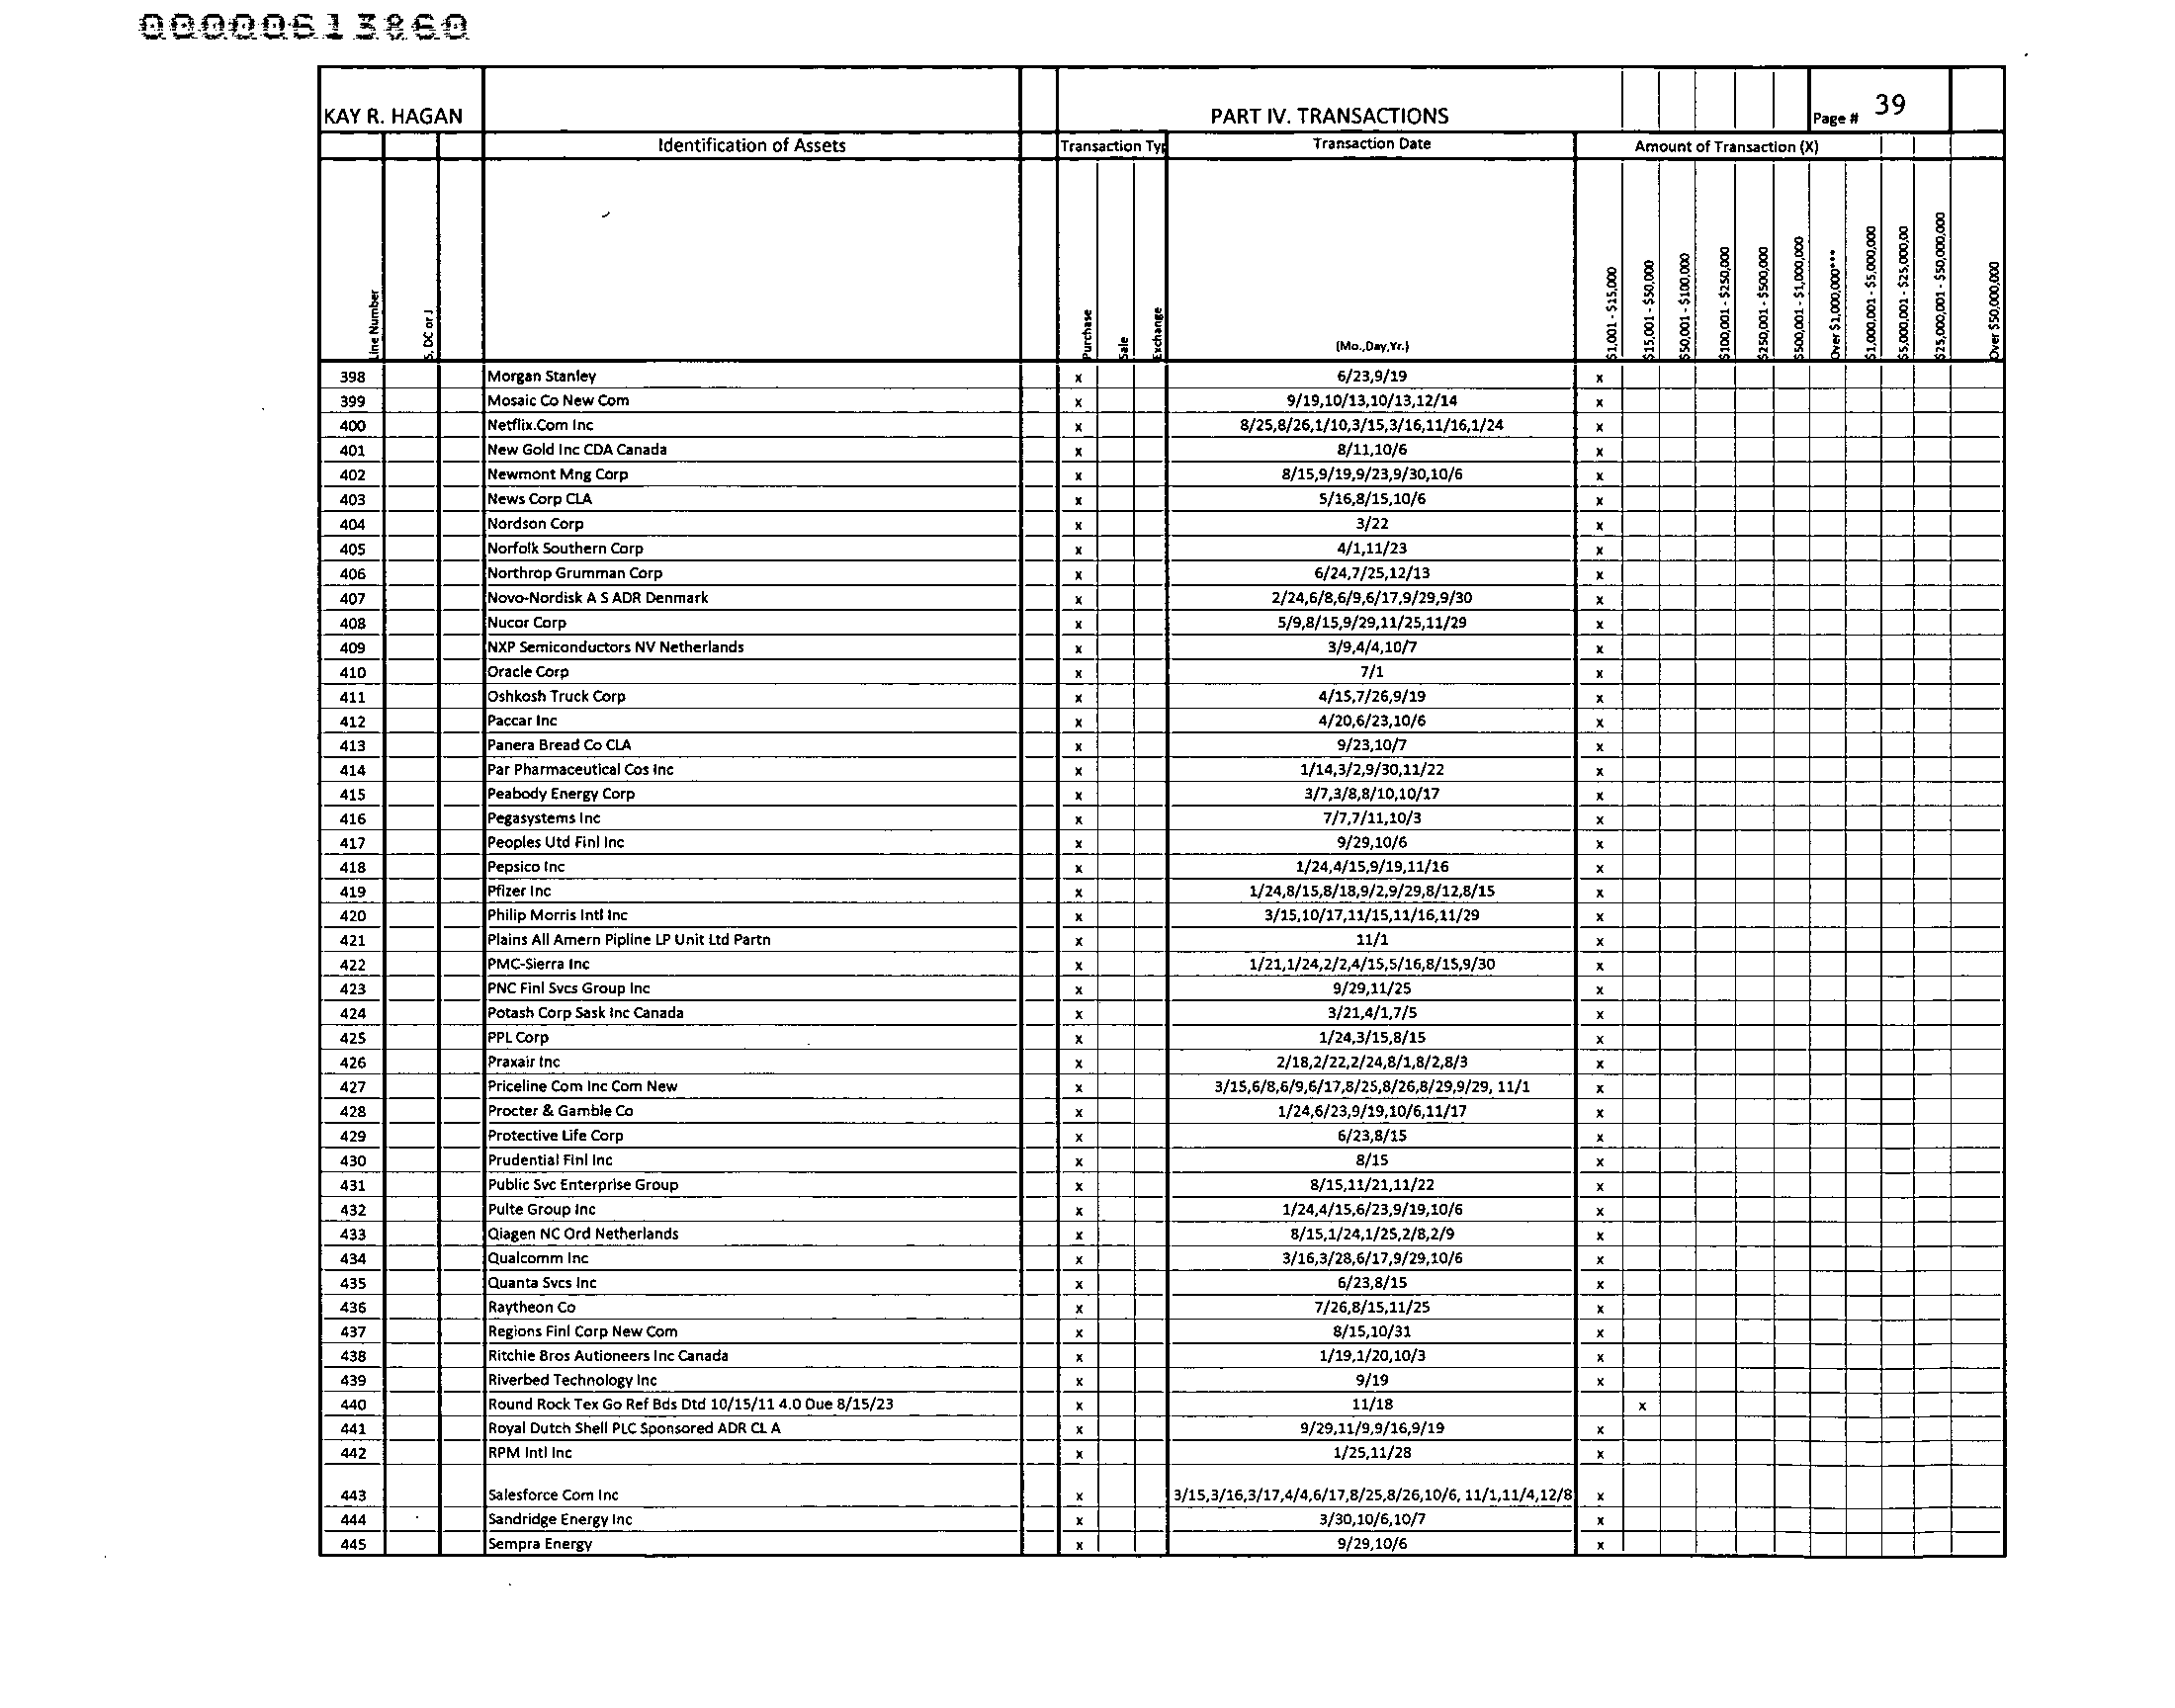 00000613860
KAY R. HAGAN PART IV. TRANSACTIONS Page # 39
Identification of Assets Transaction Typ Transaction Date Amount of Transaction (X)
Line Number S, DC or J Purchase Sale Exchange (Mo.,Day,Yr.) $1,001 - $15,000 $15,001 - $50,000 $50,001 - $100,000 $100,001 - $250,000 $250,001 - $500,000 $500,001 - $1,000,000 Over $1,000,000*** $1,000,001 - $5,000,000 $5,000,001 - $25,000,00 $25,000,001 - $50,000,000 Over $50,000,000
398 Morgan Stanley x 6/23,9/19 x
399 Mosaic Co New Com x 9/19,10/13,10/13,12/14 x
400 Netflix.Com Inc x 8/25,8/26,1/10,3/15,3/16,11/16,1/24 x
401 New Gold Inc CDA Canada x 8/11,10/6 x
402 Newmont Mng Corp x 8/15,9/19,9/23,9/30,10/6 x
403 News Corp CLA x 5/16,8/15,10/6 x
404 Nordson Corp x 3/22 x
405 Norfolk Southern Corp x 4/1,11/23 x
406 Northrop Grumman Corp x 6/24,7/25,12/13 x
407 Novo-Nordisk A S ADR Denmark x 2/24,6/8,6/9,6/17,9/29,9/30 x
408 Nucor Corp x 5/9,8/15,9/29,11/25,11/29 x
409 NXP Semiconductors NV Netherlands x 3/9,4/4,10/7 x
410 Oracle Corp x 7/1 x
411 Oshkosh Truck Corp x 4/15,7/26,9/19 x
412 Paccar Inc x 4/20,6/23,10/6 x
413 Panera Bread Co CLA x 9/23,10/7 x
414 Par Pharmaceutical Cos Inc x 1/14,3/2,9/30,11/22 x
415 Peabody Energy Corp x 3/7,3/8,8/10,10/17 x
416 Pegasystems Inc x 7/7,7/11,10/3 x
417 Peoples Utd Finl Inc x 9/29,10/6 x
418 Pepsico Inc x 1/24,4/15,9/19,11/16 x
419 Pfizer Inc x 1/24,8/15,8/18,9/2,9/29,8/12,8/15 x
420 Philip Morris Intl Inc x 3/15,10/17,11/15,11/16,11/29 x
421 Plains All Amern Pipline LP Unit Ltd Partn x 11/1 x
422 PMC-Sierra Inc x 1/21,1/24,2/2,4/15,5/16,8/15,9/30 x
423 PNC Finl Svcs Group Inc x 9/29,11/25 x
424 Potash Corp Sask Inc Canada x 3/21,4/1,7/5 x
425 PPL Corp x 1/24,3/15,8/15 x
426 Praxair Inc x 2/18,2/22,2/24,8/1,8/2,8/3 x
427 Priceline Com Inc Com New x 3/15,6/8,6/9,6/17,8/25,8/26,8/29,9/29, 11/1 x
428 Procter & Gamble Co x 1/24,6/23,9/19,10/6,11/17 x
429 Protective Life Corp x 6/23,8/15 x
430 Prudential Finl Inc x 8/15 x
431 Public Svc Enterprise Group x 8/15,11/21,11/22 x
432 Pulte Group Inc x 1/24,4/15,6/23,9/19,10/6 x
433 Qiagen NC Ord Netherlands x 8/15,1/24,1/25,2/8,2/9 x
434 Qualcomm Inc x 3/16,3/28,6/17,9/29,10/6 x
435 Quanta Svcs Inc x 6/23,8/15 x
436 Raytheon Co x 7/26,8/15,11/25 x
437 Regions Finl Corp New Com x 8/15,10/31 x
438 Ritchie Bros Autioneers Inc Canada x 1/19,1/20,10/3 x
439 Riverbed Technology Inc x 9/19 x
440 Round Rock Tex Go Ref Bds Dtd 10/15/11 4.0 Due 8/15/23 x 11/18 x
441 Royal Dutch Shell PLC Sponsored ADR CL A x 9/29,11/9,9/16,9/19 x
442 RPM Intl Inc x 1/25,11/28 x
443 Salesforce Com Inc x 3/15,3/16,3/17,4/4,6/17,8/25,8/26,10/6, 11/1,11/4,12/8 x
444 Sandridge Energy Inc x 3/30,10/6,10/7 x
445 Sempra Energy x 9/29,10/6 x